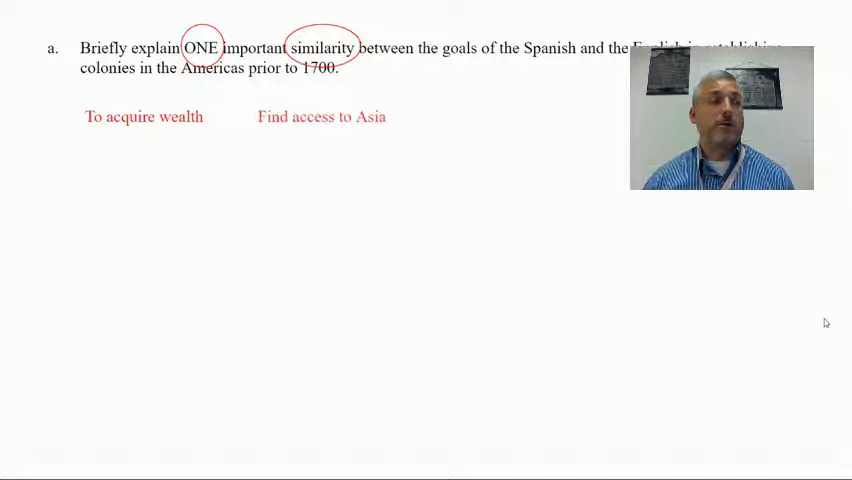 a. Briefly explain ONE important similarity between the goals of the Spanish and the
colonies in the Americas prior to 1700.
To acquire wealth Find access to Asia